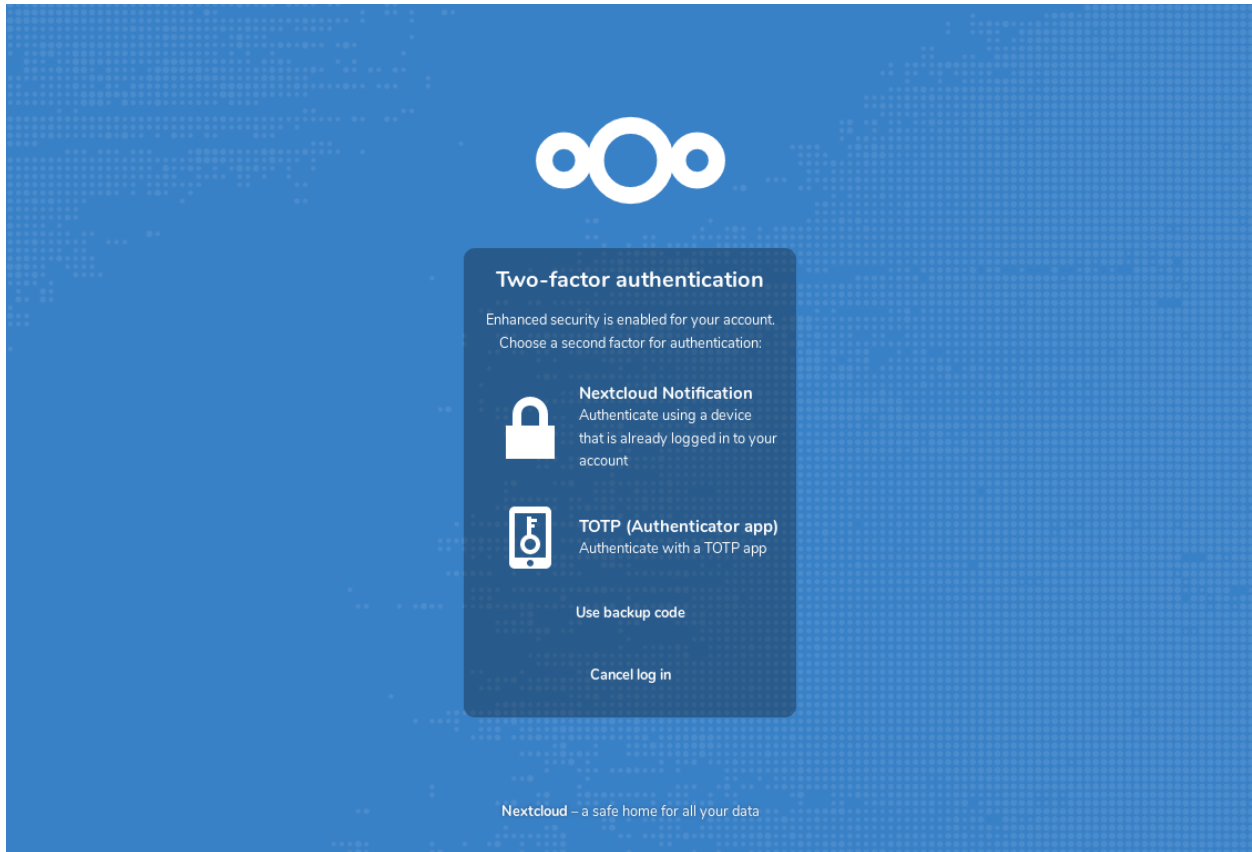 Two-factor authentication
Enhanced security is enabled for your account.
Choose a second factor for authentication:
Nextcloud Notification
Authenticate using a device
that is already logged in to your
account
TOTP (Authenticator app)
Authenticate with a TOTP app
Use backup code
Cancel log in
Nextcloud – a safe home for all your data